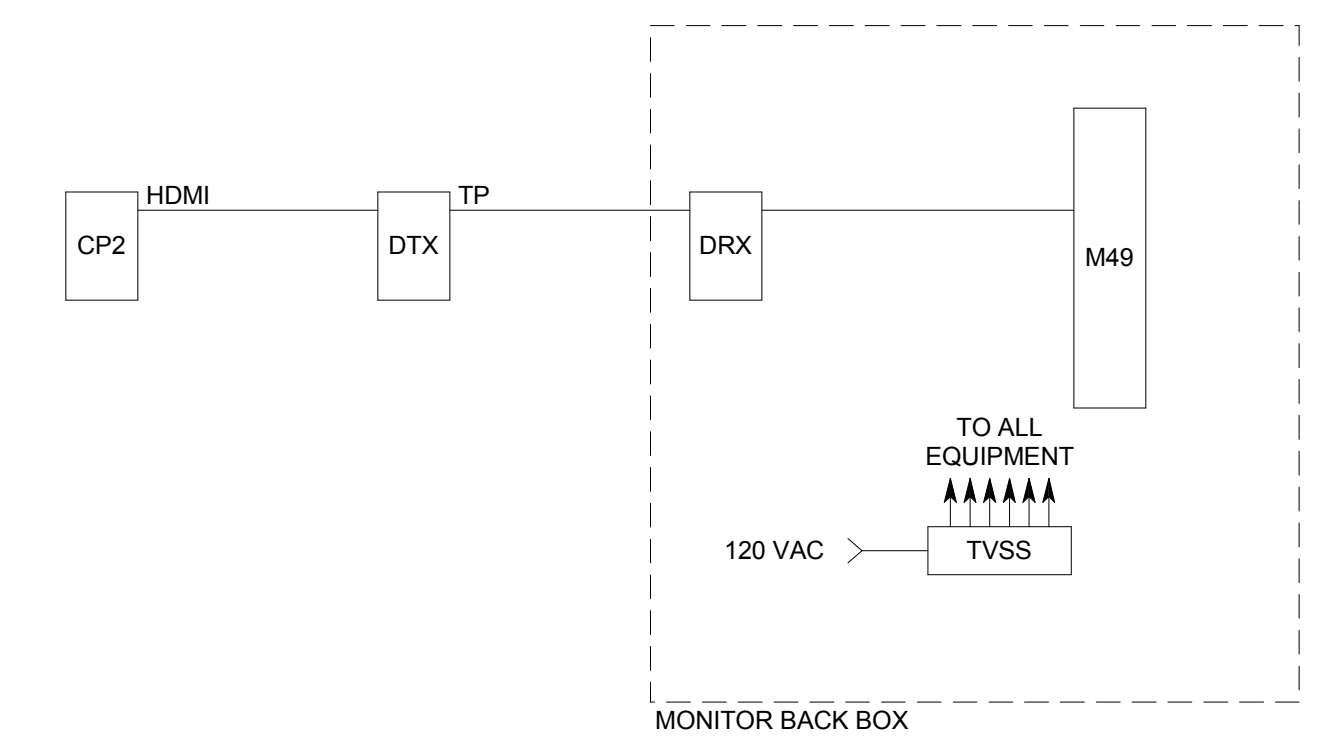 HDMI
TP
CP2
DTX
DRX
M49
TO ALL
EQUIPMENT
120 VAC
TVSS
MONITOR BACK BOX